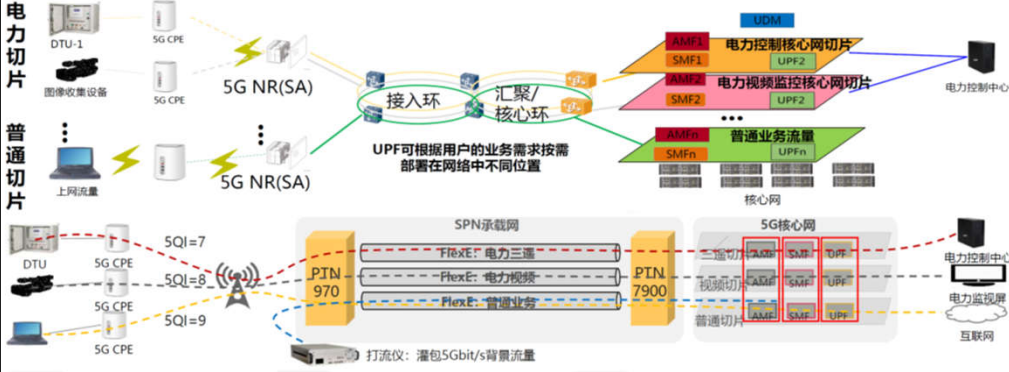 电力切片
DTU-1
5G CPE
图像收集设备
5G CPE
5G NR(SA)
普通切片
上网流量
5G NR(SA)
接入环
汇聚/
核心环
UPF可根据用户的业务需求按需
部署在网络中不同位置
UDM
AMF1
电力控制核心网切片
SMF1
UPF2
AMF2
电力视频监控核心网切片
SMF2
UPF2
AMFn
普通业务流量
SMFn
UPFn
核心网
电力控制中心
DTU
5G CPE
5QI=7
5G CPE
5QI=8
5G CPE
5QI=9
SPN承载网
PTN
970
FlexE：电力三遥
FlexE：电力视频
FlexE：普通业务
PTN
7900
打流仪：灌包5Gbit/s背景流量
5G核心网
三遥切片
AMF
SMF
UPF
视频切片
AMF
SMF
UPF
普通切片
AMF
SMF
UPF
电力控制中心
电力监视屏
互联网